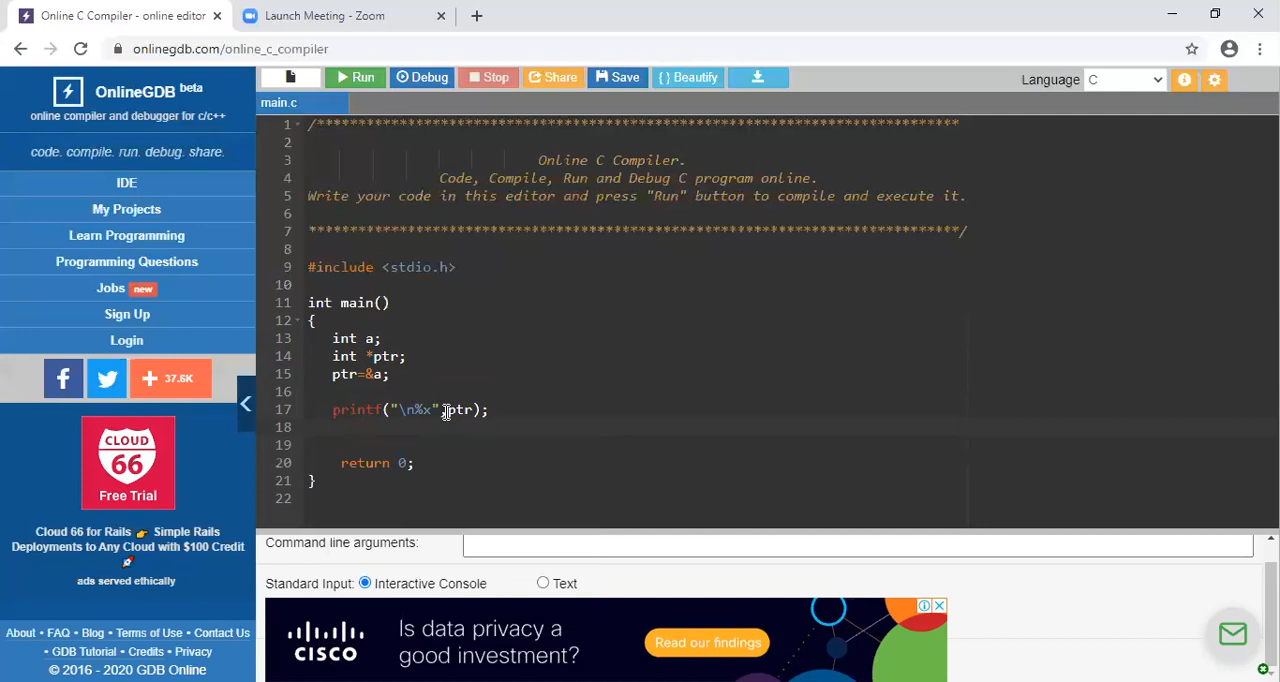 Online C Compiler - online editor
Launch Meeting - Zoom
onlinegdb.com/online_c_compiler
OnlineGDB beta
online compiler and debugger for c/c++
code. compile. run. debug. share.
IDE
My Projects
Learn Programming
Programming Questions
Jobs new
Sign Up
Login
37.6K
CLOUD
66
Free Trial
Cloud 66 for Rails 👉 Simple Rails
Deployments to Any Cloud with $100 Credit
🚀
ads served ethically
About • FAQ • Blog • Terms of Use • Contact Us
• GDB Tutorial • Credits • Privacy
© 2016 - 2020 GDB Online
Run Debug Stop Share Save { } Beautify
Language C
main.c
1 /******************************************************************************
2
3 Online C Compiler.
4 Code, Compile, Run and Debug C program online.
5 Write your code in this editor and press "Run" button to compile and execute it.
6
7 *******************************************************************************/
8
9 #include <stdio.h>
10
11 int main()
12 {
13 int a;
14 int *ptr;
15 ptr=&a;
16
17 printf("\n%x",ptr);
18
19
20 return 0;
21 }
22
Command line arguments:
Standard Input: Interactive Console Text
CISCO
Is data privacy a
good investment?
Read our findings